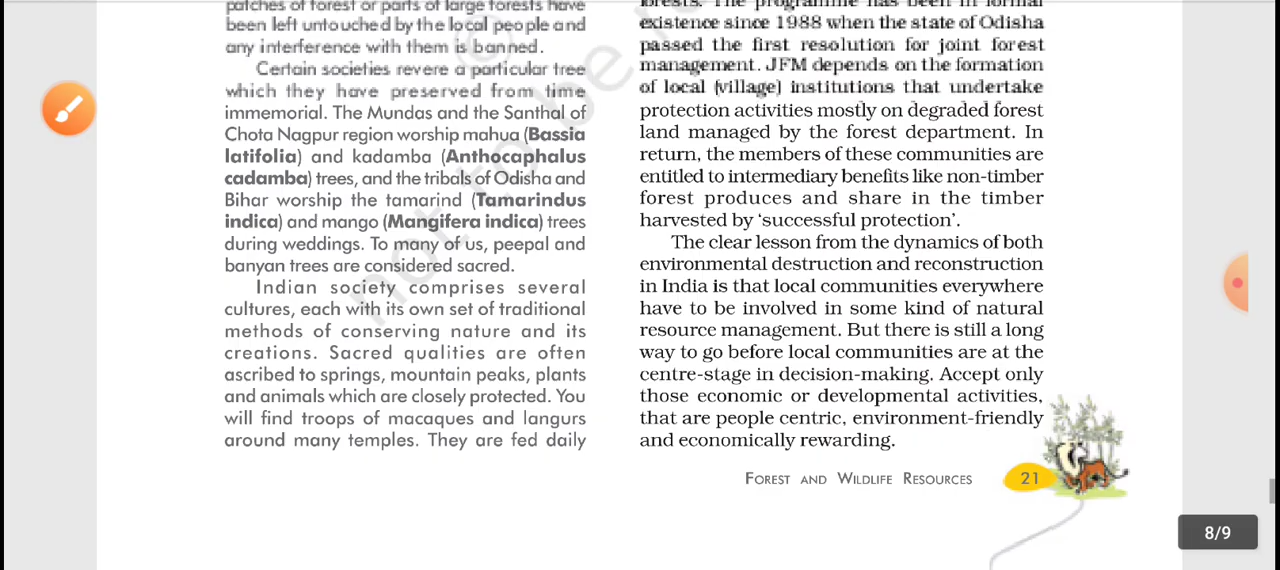 patches of forest or parts of large forests have
been left untouched by the local people and
any interference with them is banned.
Certain societies revere a particular tree
which they have preserved from time
immemorial. The Mundas and the Santhal of
Chota Nagpur region worship mahua (Bassia
latifolia) and kadamba (Anthocaphalus
cadamba) trees, and the tribals of Odisha and
Bihar worship the tamarind (Tamarindus
indica) and mango (Mangifera indica) trees
during weddings. To many of us, peepal and
banyan trees are considered sacred.
Indian society comprises several
cultures, each with its own set of traditional
methods of conserving nature and its
creations. Sacred qualities are often
ascribed to springs, mountain peaks, plants
and animals which are closely protected. You
will find troops of macaques and langurs
around many temples. They are fed daily
forests. The programme has been in formal
existence since 1988 when the state of Odisha
passed the first resolution for joint forest
management. JFM depends on the formation
of local (village) institutions that undertake
protection activities mostly on degraded forest
land managed by the forest department. In
return, the members of these communities are
entitled to intermediary benefits like non-timber
forest produces and share in the timber
harvested by ‘successful protection’.
The clear lesson from the dynamics of both
environmental destruction and reconstruction
in India is that local communities everywhere
have to be involved in some kind of natural
resource management. But there is still a long
way to go before local communities are at the
centre-stage in decision-making. Accept only
those economic or developmental activities,
that are people centric, environment-friendly
and economically rewarding.
FOREST AND WILDLIFE RESOURCES
21
8/9
not to be
©